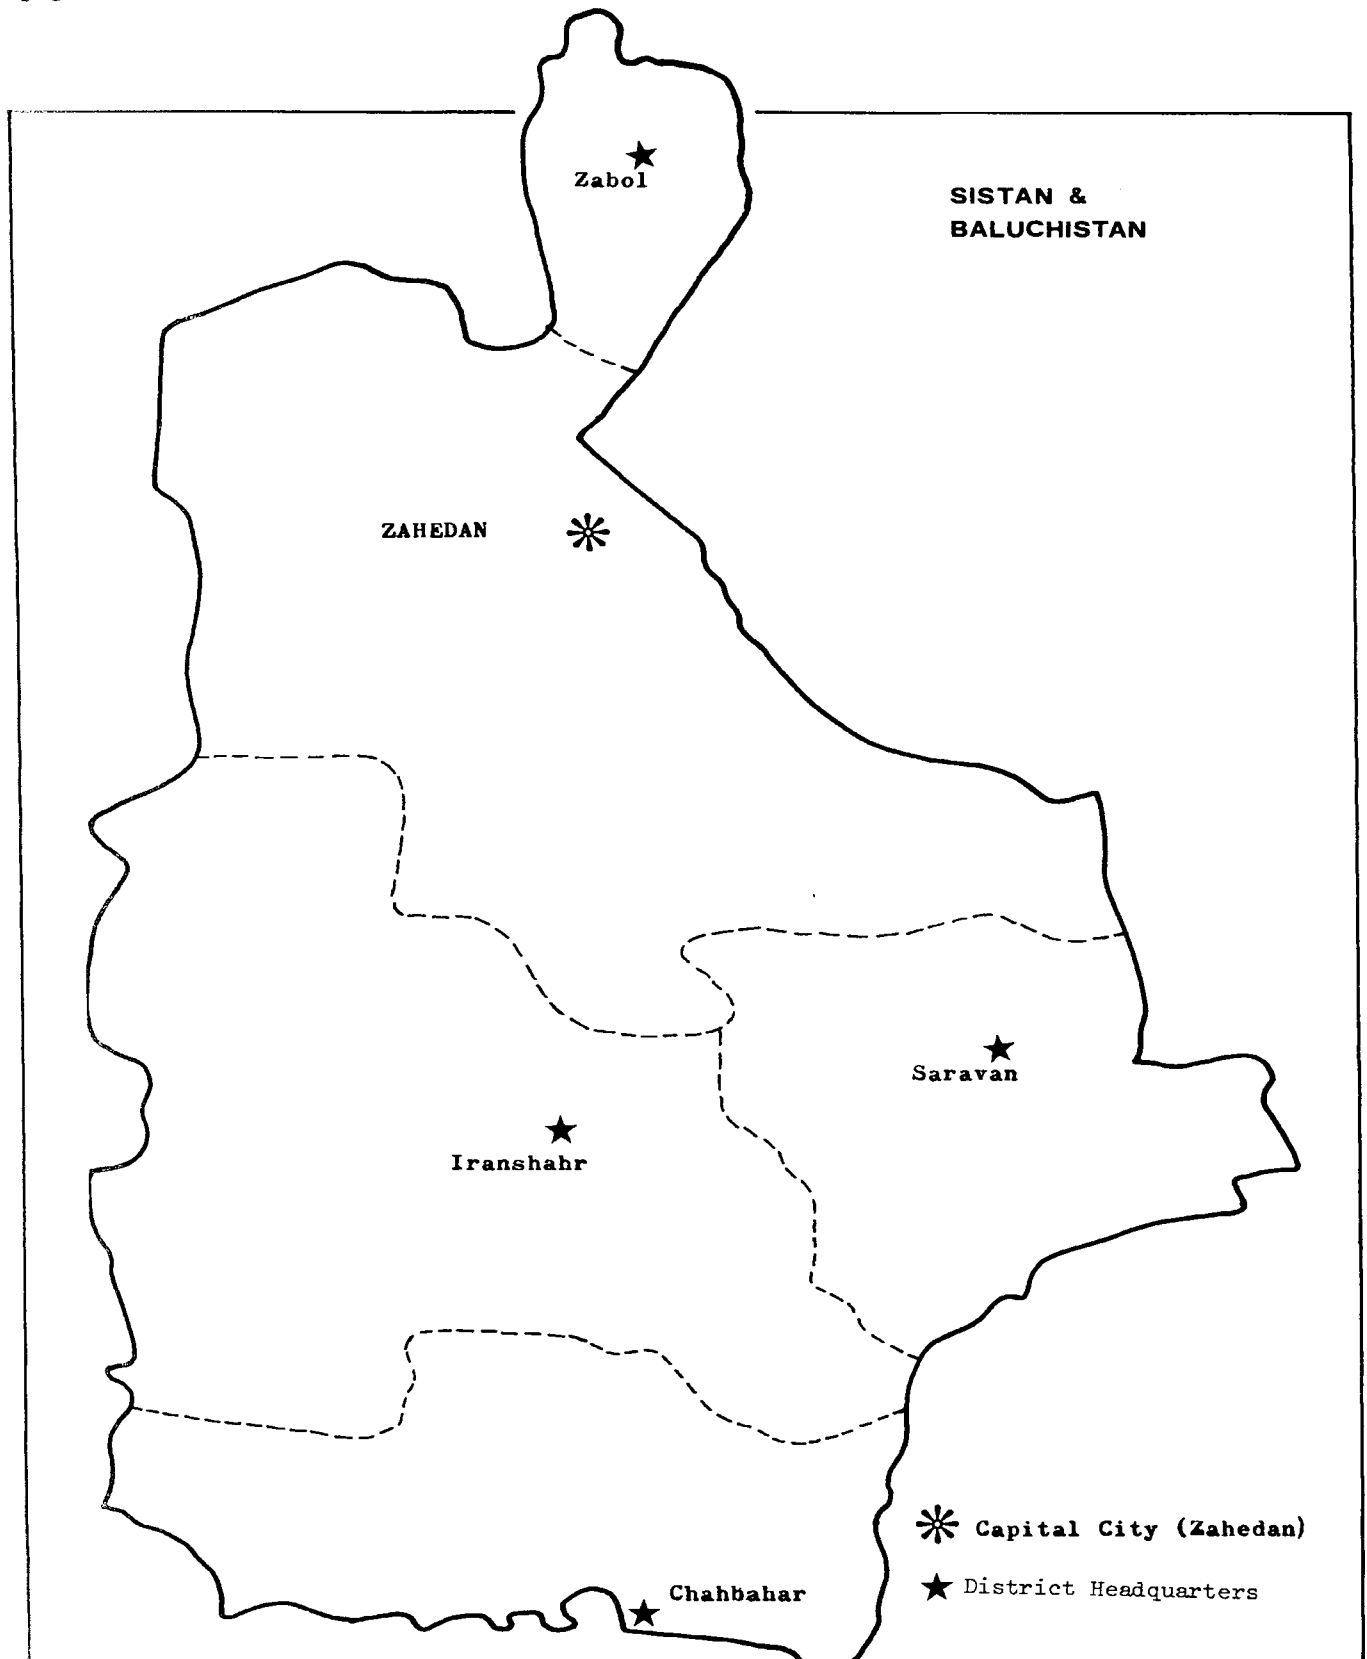 Zabol
SISTAN &
BALUCHISTAN
ZAHEDAN
Saravan
Iranshahr
Capital City (Zahedan)
District Headquarters
Chahbahar